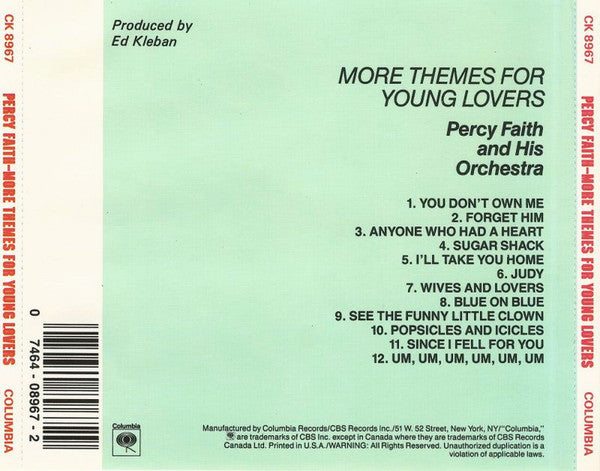 CK 8967
PERCY FAITH–MORE THEMES FOR YOUNG LOVERS
COLUMBIA
Produced by
Ed Kleban
MORE THEMES FOR
YOUNG LOVERS
Percy Faith
and His
Orchestra
1. YOU DON'T OWN ME
2. FORGET HIM
3. ANYONE WHO HAD A HEART
4. SUGAR SHACK
5. I'LL TAKE YOU HOME
6. JUDY
7. WIVES AND LOVERS
8. BLUE ON BLUE
9. SEE THE FUNNY LITTLE CLOWN
10. POPSICLES AND ICICLES
11. SINCE I FELL FOR YOU
12. UM, UM, UM, UM, UM, UM
0 7464-08967-2
Columbia
Manufactured by Columbia Records/CBS Records Inc./51 W. 52 Street, New York, NY/"Columbia,"
are trademarks of CBS Inc. except in Canada where they are trademarks of CBS Records
Canada Ltd. Printed in U.S.A./WARNING: All Rights Reserved. Unauthorized duplication is a
violation of applicable laws.
CK 8967
PERCY FAITH–MORE THEMES FOR YOUNG LOVERS
COLUMBIA